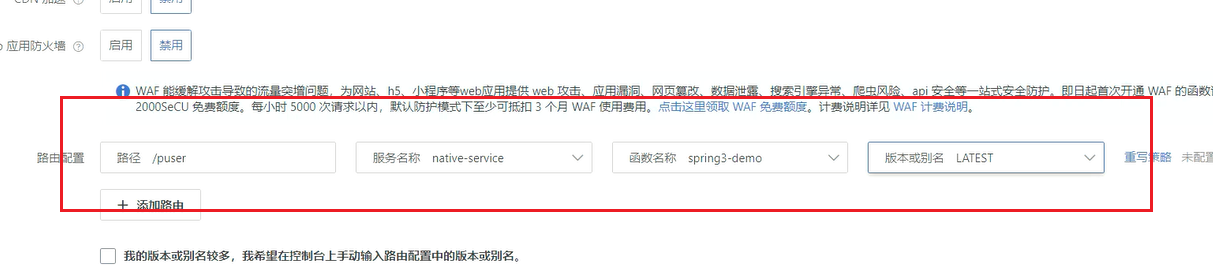 CDN 加速 启用 禁用
应用防火墙 启用 禁用
WAF 能缓解攻击导致的流量突增问题，为网站、h5、小程序等web应用提供 web 攻击、应用漏洞、网页篡改、数据泄露、搜索引擎异常、爬虫风险、api 安全等一站式安全防护。即日起首次开通 WAF 的函数
2000SeCU 免费额度。每小时 5000 次请求以内，默认防护模式下至少可抵扣 3 个月 WAF 使用费用。点击这里领取 WAF 免费额度。计费说明详见 WAF 计费说明。
路由配置 路径 /puser 服务名称 native-service 函数名称 spring3-demo 版本或别名 LATEST 重写策略 未配置
+ 添加路由
我的版本或别名较多，我希望在控制台上手动输入路由配置中的版本或别名。